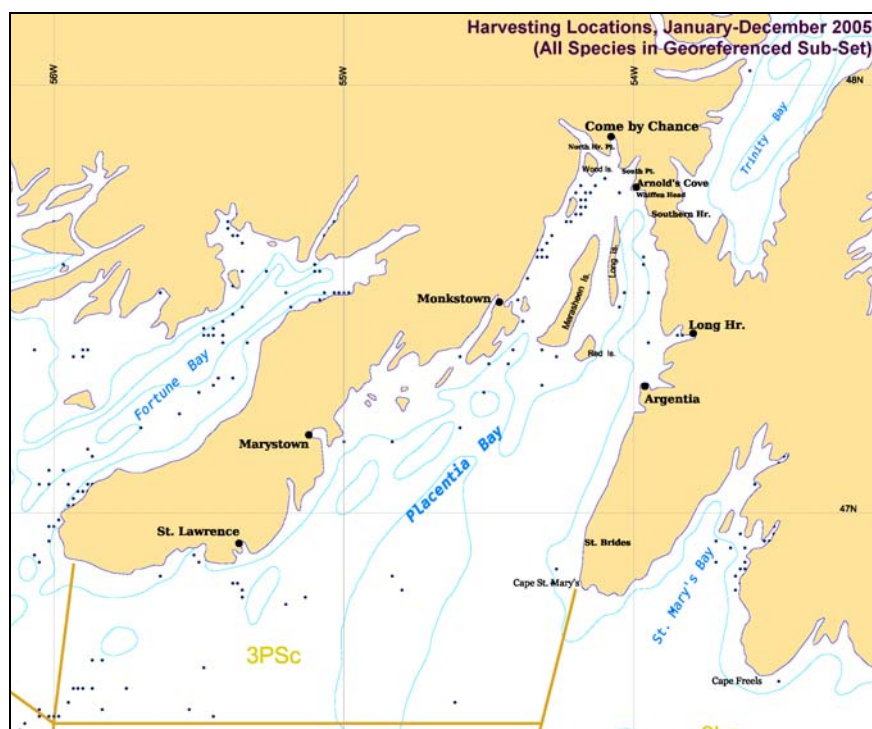 Harvesting Locations, January-December 2005
(All Species in Georeferenced Sub-Set)
56W
55W
54W
48N
Trinity Bay
Come by Chance
North Hr. Pt.
Wood Is.
South Pt.
Arnold's Cove
Whiffen Head
Southern Hr.
Long Is.
Merasheen Is.
Monkstown
Long Hr.
Red Is.
Fortune Bay
Argentia
Marystown
Placentia Bay
47N
St. Lawrence
St. Brides
Cape St. Mary's
St. Mary's Bay
3PSc
Cape Freels